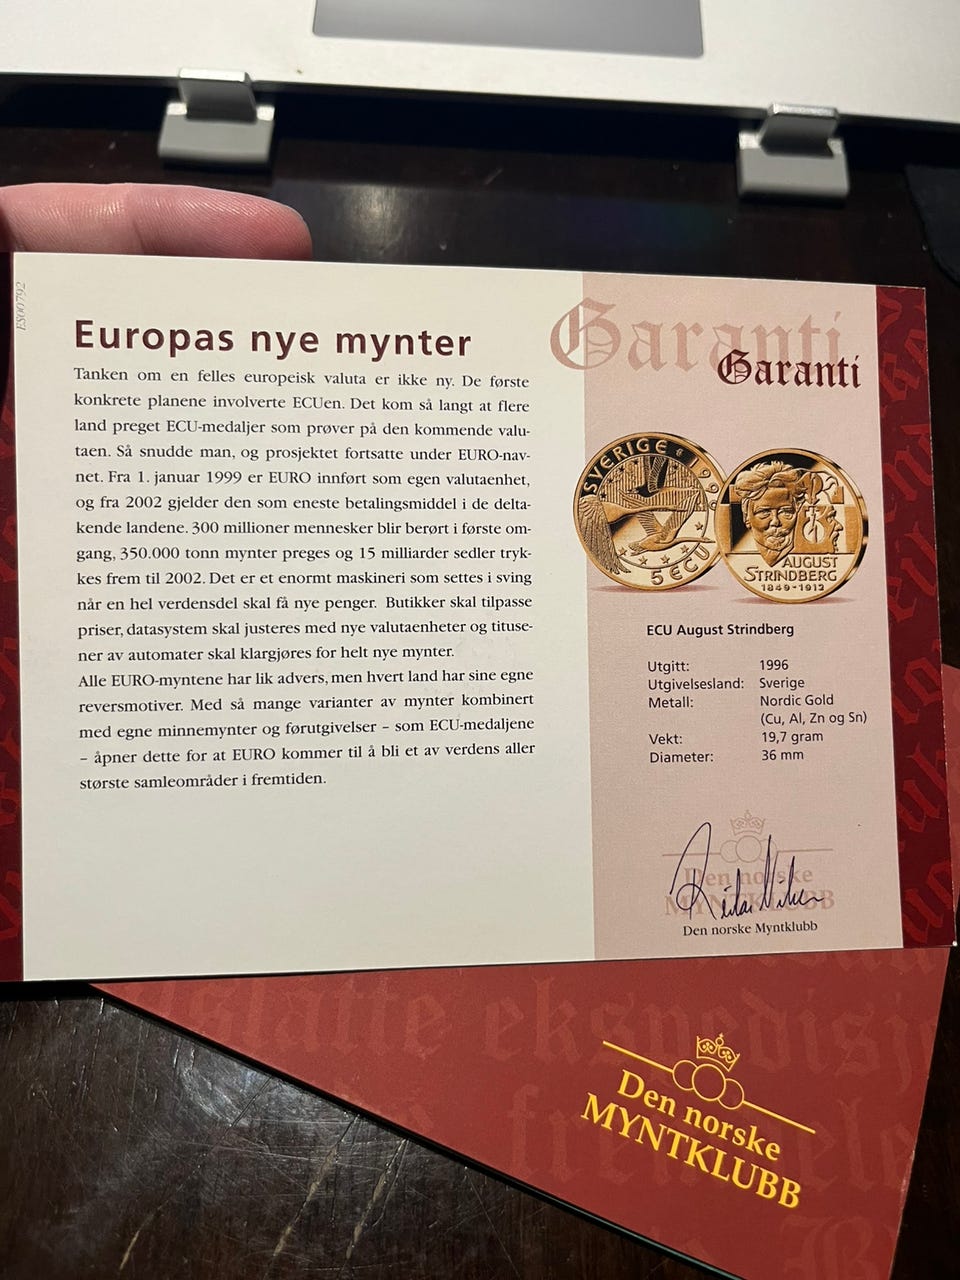 ES00792
Europas nye mynter
Tanken om en felles europeisk valuta er ikke ny. De første
konkrete planene involverte ECUen. Det kom så langt at flere
land preget ECU-medaljer som prøver på den kommende valu-
taen. Så snudde man, og prosjektet fortsatte under EURO-nav-
net. Fra 1. januar 1999 er EURO innført som egen valutaenhet,
og fra 2002 gjelder den som eneste betalingsmiddel i de delta-
kende landene. 300 millioner mennesker blir berørt i første om-
gang, 350.000 tonn mynter preges og 15 milliarder sedler tryk-
kes frem til 2002. Det er et enormt maskineri som settes i sving
når en hel verdensdel skal få nye penger. Butikker skal tilpasse
priser, datasystem skal justeres med nye valutaenheter og tituse-
ner av automater skal klargjøres for helt nye mynter.
Alle EURO-myntene har lik advers, men hvert land har sine egne
reversmotiver. Med så mange varianter av mynter kombinert
med egne minnemynter og førutgivelser – som ECU-medaljene
– åpner dette for at EURO kommer til å bli et av verdens aller
største samleområder i fremtiden.
Garanti
Garanti
SVERIGE 199
5 ECU
AUGUST
STRINDBERG
1849-1912
ECU August Strindberg
Utgitt: 1996
Utgivelsesland: Sverige
Metall: Nordic Gold
(Cu, Al, Zn og Sn)
Vekt: 19,7 gram
Diameter: 36 mm
Den norske
MYNTKLUBB
Den norske Myntklubb
Den norske
MYNTKLUBB